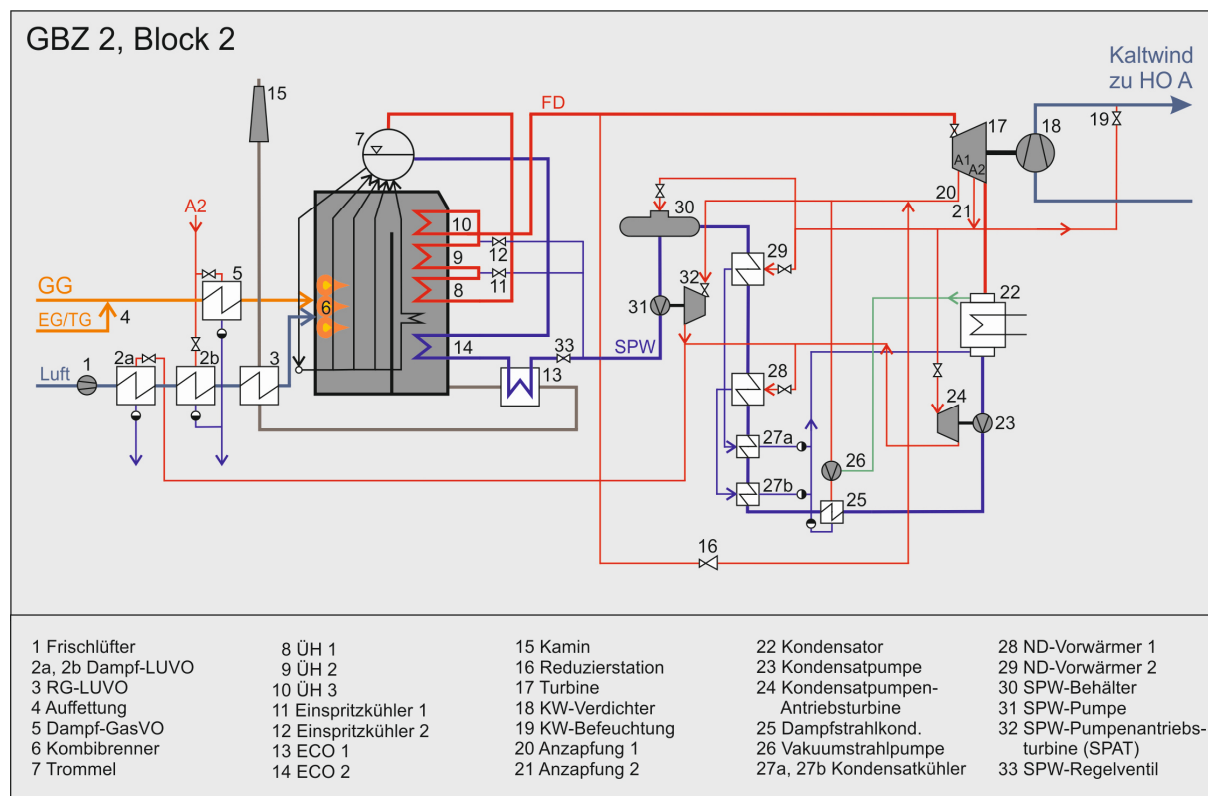 GBZ 2, Block 2
Kaltwind
zu HO A
15
FD
17
18
19
7
A1
A2
20
21
A2
30
10
12
29
5
9
11
32
22
GG
8
31
6
EG/TG
4
33
SPW
14
2a
2b
3
28
Luft
1
13
24
23
27a
26
27b
25
16
1 Frischlüfter
2a, 2b Dampf-LUVO
3 RG-LUVO
4 Auffettung
5 Dampf-GasVO
6 Kombibrenner
7 Trommel
8 ÜH 1
9 ÜH 2
10 ÜH 3
11 Einspritzkühler 1
12 Einspritzkühler 2
13 ECO 1
14 ECO 2
15 Kamin
16 Reduzierstation
17 Turbine
18 KW-Verdichter
19 KW-Befeuchtung
20 Anzapfung 1
21 Anzapfung 2
22 Kondensator
23 Kondensatpumpe
24 Kondensatpumpen-
Antriebsturbine
25 Dampfstrahlkond.
26 Vakuumstrahlpumpe
27a, 27b Kondensatkühler
28 ND-Vorwärmer 1
29 ND-Vorwärmer 2
30 SPW-Behälter
31 SPW-Pumpe
32 SPW-Pumpenantriebs-
turbine (SPAT)
33 SPW-Regelventil